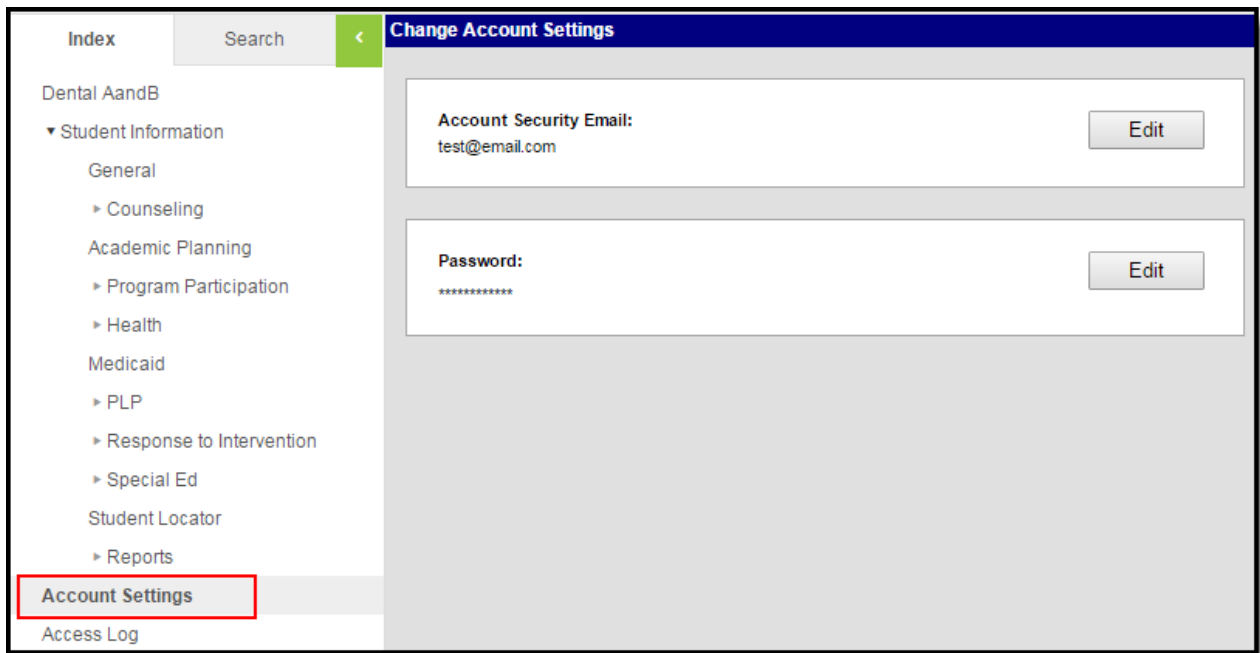 Index
Search
Change Account Settings
Dental AandB
Student Information
General
Counseling
Academic Planning
Program Participation
Health
Medicaid
PLP
Response to Intervention
Special Ed
Student Locator
Reports
Account Settings
Access Log
Account Security Email:
test@email.com
Edit
Password:
************
Edit